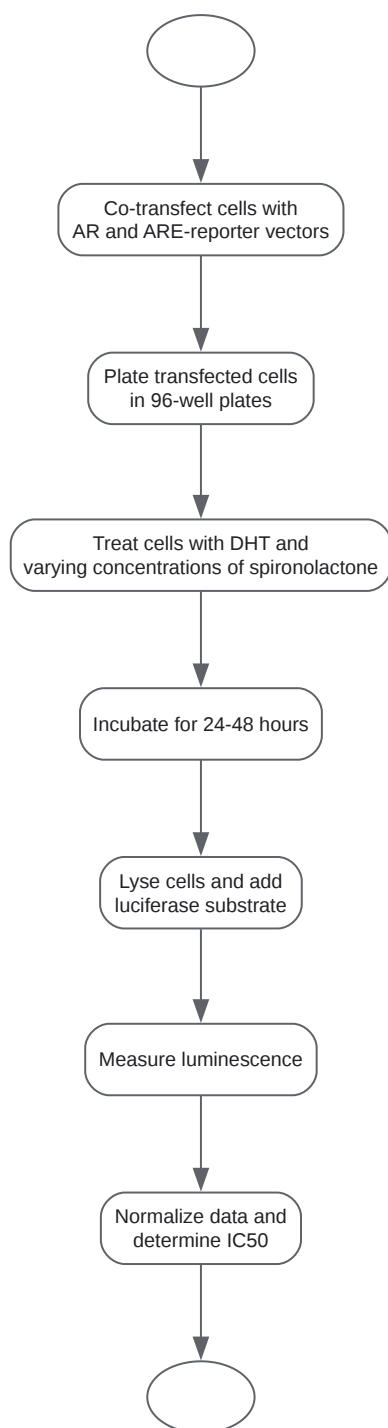 Co-transfect cells with
AR and ARE-reporter vectors
Plate transfected cells
in 96-well plates
Treat cells with DHT and
varying concentrations of spironolactone
Incubate for 24-48 hours
Lyse cells and add
luciferase substrate
Measure luminescence
Normalize data and
determine IC50